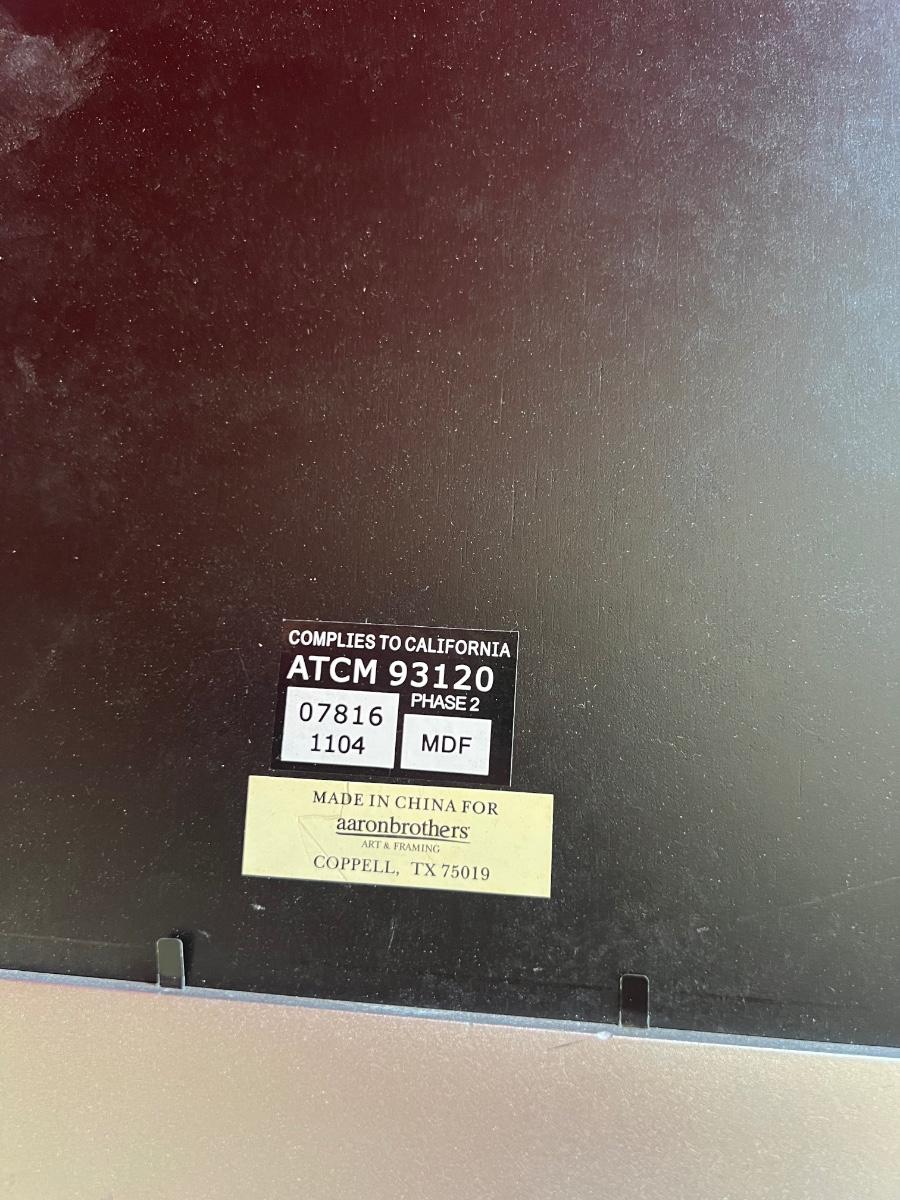 COMPLIES TO CALIFORNIA
ATCM 93120
PHASE 2
07816
1104
MDF
MADE IN CHINA FOR
aaronbrothers
ART & FRAMING
COPPELL, TX 75019